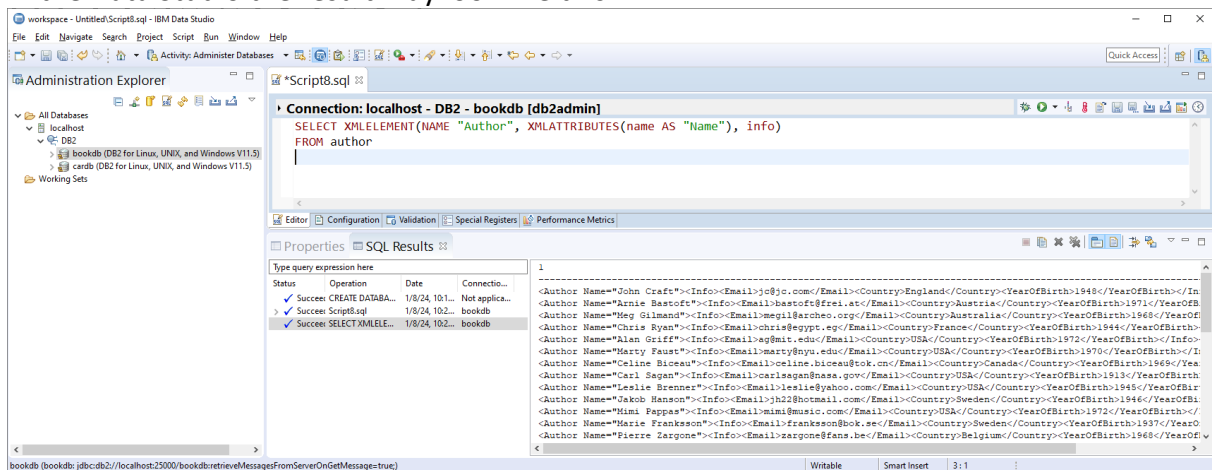 workspace - Untitled\Script8.sql - IBM Data Studio
File Edit Navigate Search Project Script Run Window Help
Activity: Administer Databases
Quick Access
Administration Explorer
*Script8.sql
All Databases
localhost
DB2
bookdb (DB2 for Linux, UNIX, and Windows V11.5)
cardb (DB2 for Linux, UNIX, and Windows V11.5)
Working Sets
Connection: localhost - DB2 - bookdb [db2admin]
SELECT XMLELEMENT(NAME "Author", XMLATTRIBUTES(name AS "Name"), info)
FROM author
Editor Configuration Validation Special Registers Performance Metrics
Properties SQL Results
Type query expression here
Status Operation Date Connectio...
Succee CREATE DATABA... 1/8/24, 10:1... Not applica...
Succee Script8.sql 1/8/24, 10:2... bookdb
Succee SELECT XMLELE... 1/8/24, 10:2... bookdb
1
<Author Name="John Craft"><Info><Email>jc@jc.com</Email><Country>England</Country><YearOfBirth>1948</YearOfBirth></In
<Author Name="Arnie Bastoft"><Info><Email>bastoft@frei.at</Email><Country>Austria</Country><YearOfBirth>1971</YearOfB
<Author Name="Meg Gilmand"><Info><Email>megil@archeo.org</Email><Country>Australia</Country><YearOfBirth>1968</YearOf
<Author Name="Chris Ryan"><Info><Email>chris@egypt.eg</Email><Country>France</Country><YearOfBirth>1944</YearOfBirth>
<Author Name="Alan Griff"><Info><Email>ag@mit.edu</Email><Country>USA</Country><YearOfBirth>1972</YearOfBirth></Info>
<Author Name="Marty Faust"><Info><Email>marty@nyu.edu</Email><Country>USA</Country><YearOfBirth>1970</YearOfBirth></I
<Author Name="Celine Biceau"><Info><Email>celine.biceau@tok.cn</Email><Country>Canada</Country><YearOfBirth>1969</Yea
<Author Name="Carl Sagan"><Info><Email>carlsagan@nasa.gov</Email><Country>USA</Country><YearOfBirth>1913</YearOfBirth
<Author Name="Leslie Brenner"><Info><Email>leslie@yahoo.com</Email><Country>USA</Country><YearOfBirth>1945</YearOfBir
<Author Name="Jakob Hanson"><Info><Email>jh22@hotmail.com</Email><Country>Sweden</Country><YearOfBirth>1946</YearOfBi
<Author Name="Mimi Pappas"><Info><Email>mimi@music.com</Email><Country>USA</Country><YearOfBirth>1972</YearOfBirth></
<Author Name="Marie Franksson"><Info><Email>franksson@bok.se</Email><Country>Sweden</Country><YearOfBirth>1937</YearO
<Author Name="Pierre Zargone"><Info><Email>zargone@fans.be</Email><Country>Belgium</Country><YearOfBirth>1968</YearOf
bookdb (bookdb: jdbc:db2://localhost:25000/bookdb:retrieveMessagesFromServerOnGetMessage=true;)
Writable Smart Insert 3 : 1